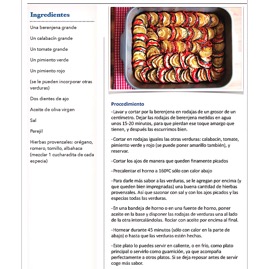 Ingredientes
Una berenjena grande
Un calabacín grande
Un tomate grande
Un pimiento verde
Un pimiento rojo
(se le pueden incorporar otras
verduras)
Dos dientes de ajo
Aceite de oliva virgen
Sal
Perejil
Hierbas provenzales: orégano,
romero, tomillo, albahaca
(mezclar 1 cucharadita de cada
especia)
Procedimiento
-Lavar y cortar por la berenjena en rodajas de un grosor de un
centímetro. Dejar las rodajas de berenjena metidas en agua
unos 15-20 minutos, para que pierdan ese toque amargo que
tienen, y después las escurrimos bien.
-Cortar en rodajas iguales las otras verduras: calabacín, tomate,
pimiento verde y rojo (se puede poner amarillo también), y
reservar.
-Cortar los ajos de manera que queden finamente picados
-Precalentar el horno a 160ºC sólo con calor abajo
-Para darle más sabor a las verduras, se le agrega por encima (y
que queden bien impregnadas) una buena cantidad de hierbas
provenzales. Así que sazonar con sal y con los ajos picados y las
especias todas las verduras.
-En una bandeja de horno o en una fuente de horno, poner
aceite en la base y disponer las rodajas de verduras una al lado
de la otra intercalándolas. Rociar con aceite por encima al final.
-Hornear durante 45 minutos (sólo con calor en la parte de
abajo) o hasta que las verduras estén hechas.
-Este plato lo puedes servir en caliente, o en frío, como plato
principal o servirlo como guarnición, ya que acompaña
perfectamente a otros platos. Si se deja reposar antes de servir
coge más sabor.